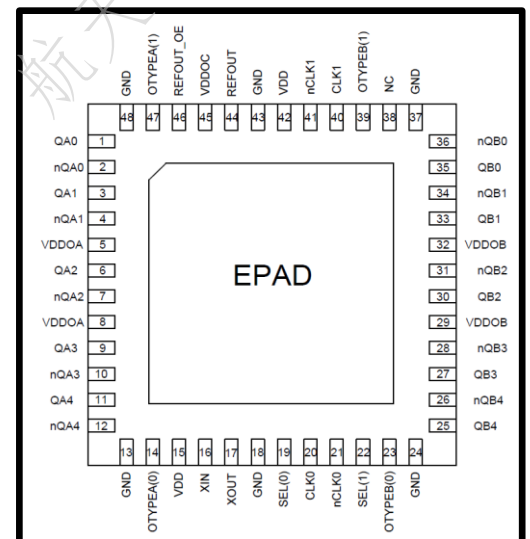 航天
GND
OTYPEA(1)
REFOUT_OE
VDDOC
REFOUT
GND
VDD
nCLK1
CLK1
OTYPEB(1)
NC
GND
48 47 46 45 44 43 42 41 40 39 38 37
QA0 1 36 nQB0
nQA0 2 35 QB0
QA1 3 34 nQB1
nQA1 4 33 QB1
VDDOA 5 32 VDDOB
QA2 6 31 nQB2
EPAD
nQA2 7 30 QB2
VDDOA 8 29 VDDOB
QA3 9 28 nQB3
nQA3 10 27 QB3
QA4 11 26 nQB4
nQA4 12 25 QB4
13 14 15 16 17 18 19 20 21 22 23 24
GND
OTYPEA(0)
VDD
XIN
XOUT
GND
SEL(0)
CLK0
nCLK0
SEL(1)
OTYPEB(0)
GND